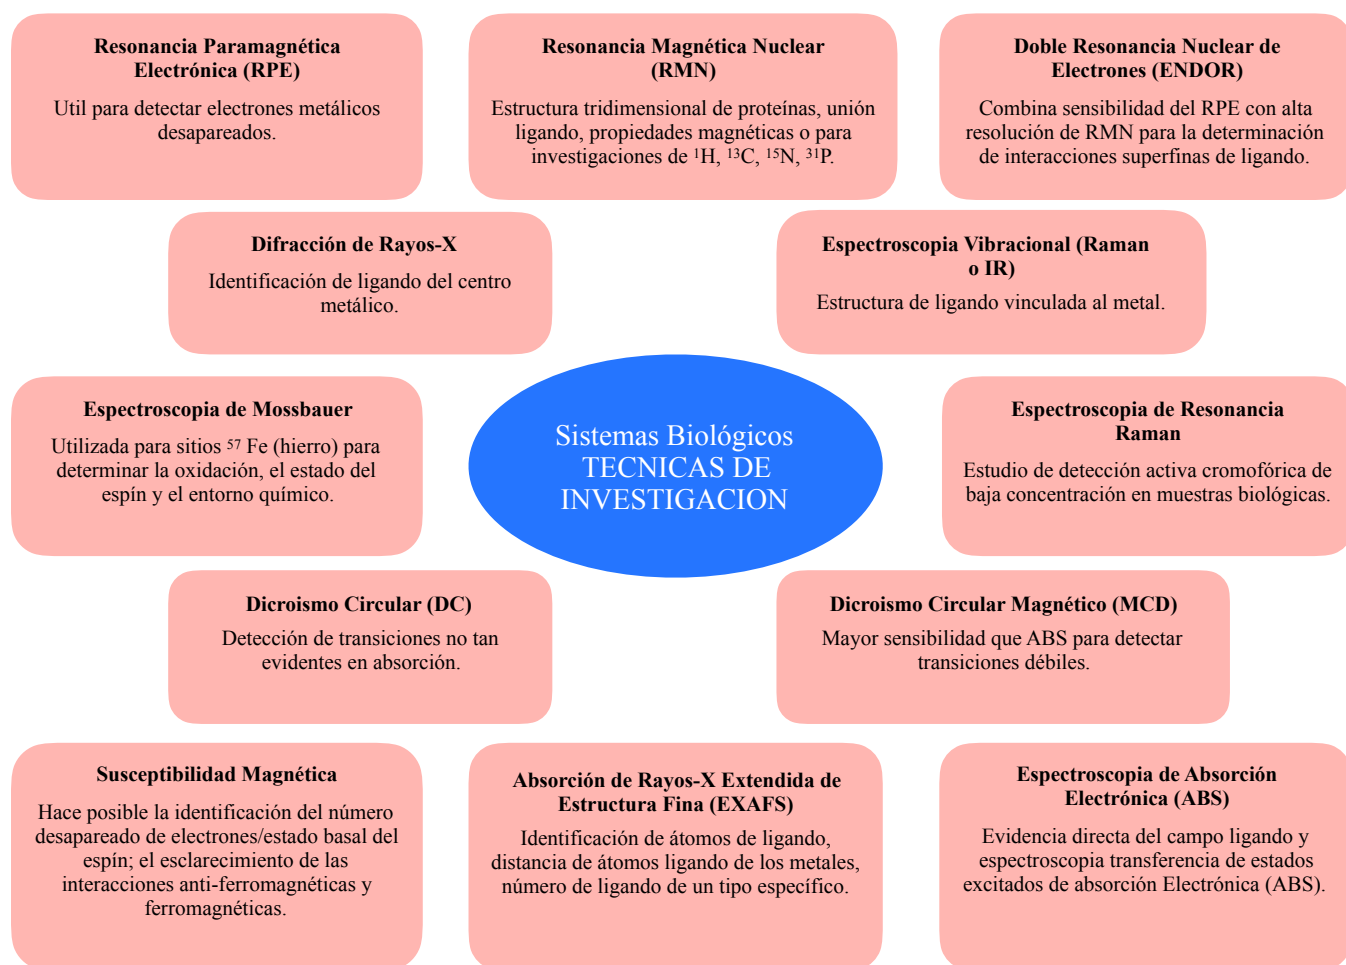 Resonancia Paramagnética
Electrónica (RPE)
Util para detectar electrones metálicos
desapareados.
Resonancia Magnética Nuclear
(RMN)
Estructura tridimensional de proteínas, unión
ligando, propiedades magnéticas o para
investigaciones de ¹H, ¹³C, ¹⁵N, ³¹P.
Doble Resonancia Nuclear de
Electrones (ENDOR)
Combina sensibilidad del RPE con alta
resolución de RMN para la determinación
de interacciones superfinas de ligando.
Difracción de Rayos-X
Identificación de ligando del centro
metálico.
Espectroscopia Vibracional (Raman
o IR)
Estructura de ligando vinculada al metal.
Espectroscopia de Mossbauer
Utilizada para sitios ⁵⁷ Fe (hierro) para
determinar la oxidación, el estado del
espín y el entorno químico.
Sistemas Biológicos
TECNICAS DE
INVESTIGACION
Espectroscopia de Resonancia
Raman
Estudio de detección activa cromofórica de
baja concentración en muestras biológicas.
Dicroismo Circular (DC)
Detección de transiciones no tan
evidentes en absorción.
Dicroismo Circular Magnético (MCD)
Mayor sensibilidad que ABS para detectar
transiciones débiles.
Susceptibilidad Magnética
Hace posible la identificación del número
desapareado de electrones/estado basal del
espín; el esclarecimiento de las
interacciones anti-ferromagnéticas y
ferromagnéticas.
Absorción de Rayos-X Extendida de
Estructura Fina (EXAFS)
Identificación de átomos de ligando,
distancia de átomos ligando de los metales,
número de ligando de un tipo específico.
Espectroscopia de Absorción
Electrónica (ABS)
Evidencia directa del campo ligando y
espectroscopia transferencia de estados
excitados de absorción Electrónica (ABS).